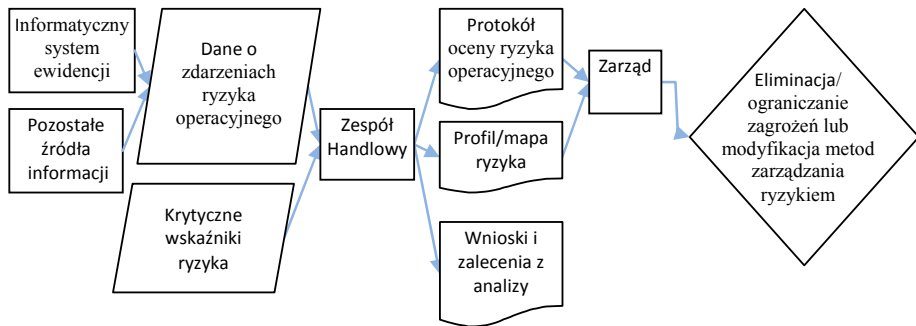 Informatyczny
system
ewidencji
Pozostałe
źródła
informacji
Dane o
zdarzeniach
ryzyka
operacyjnego
Krytyczne
wskaźniki
ryzyka
Zespół
Handlowy
Protokół
oceny ryzyka
operacyjnego
Profil/mapa
ryzyka
Wnioski i
zalecenia z
analizy
Zarząd
Eliminacja/
ograniczanie
zagrożeń lub
modyfikacja metod
zarządzania
ryzykiem